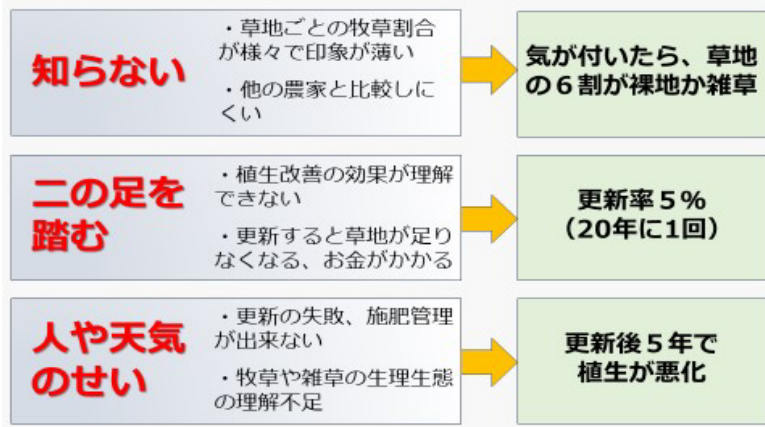 知らない
・草地ごとの牧草割合
が様々で印象が薄い
・他の農家と比較しに
くい
気が付いたら、草地
の６割が裸地か雑草
二の足を
踏む
・植生改善の効果が理解
できない
・更新すると草地が足り
なくなる、お金がかかる
更新率５％
（20年に1回）
人や天気
のせい
・更新の失敗、施肥管理
が出来ない
・牧草や雑草の生理生態
の理解不足
更新後５年で
植生が悪化